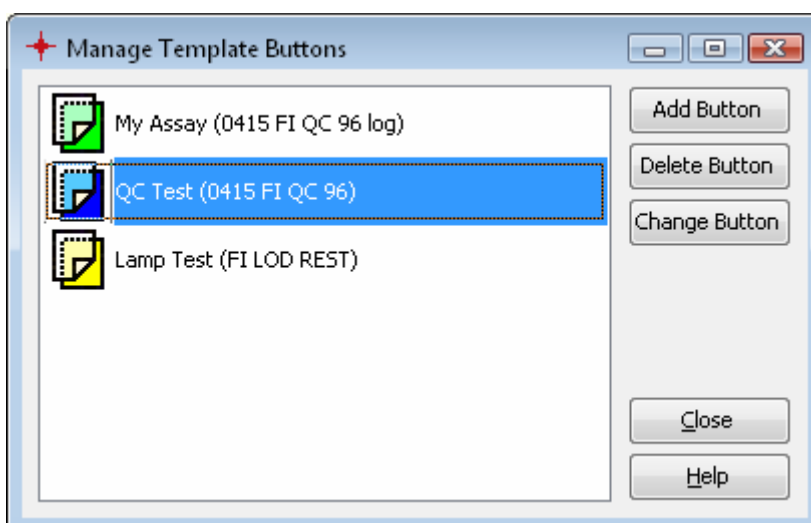 Manage Template Buttons
My Assay (0415 FI QC 96 log)
QC Test (0415 FI QC 96)
Lamp Test (FI LOD REST)
Add Button
Delete Button
Change Button
Close
Help